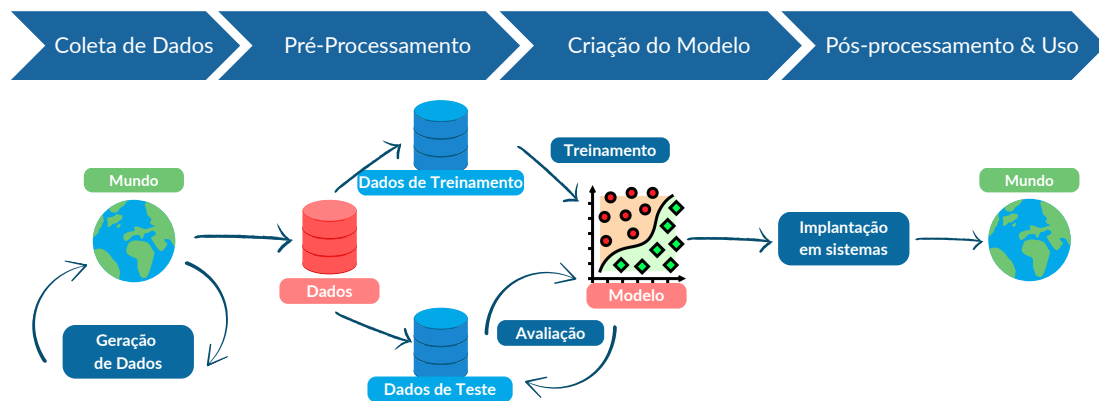 Coleta de Dados
Pré-Processamento
Criação do Modelo
Pós-processamento & Uso
Mundo
Geração
de Dados
Dados
Dados de Treinamento
Dados de Teste
Treinamento
Avaliação
Modelo
Implantação
em sistemas
Mundo